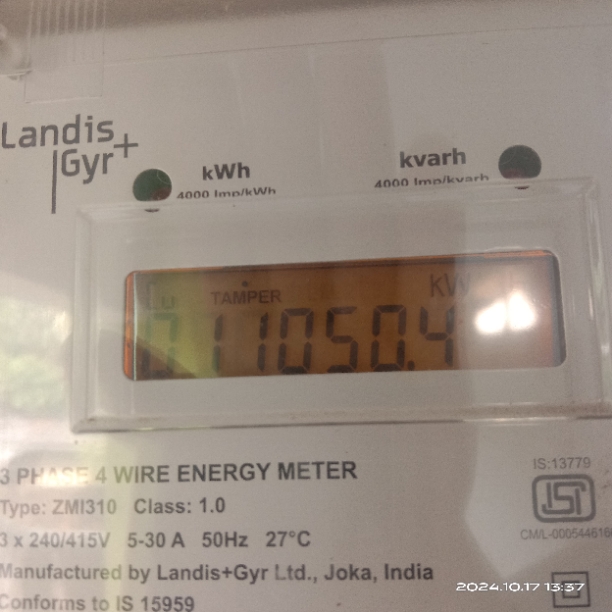 Landis
|Gyr+
kWh
4000 Imp/kWh
kvarh
4000 Imp/kvarh
TAMPER
kW
011050.4
3 PHASE 4 WIRE ENERGY METER
Type: ZMI310 Class: 1.0
3 x 240/415V 5-30 A 50Hz 27°C
Manufactured by Landis+Gyr Ltd., Joka, India
Conforms to IS 15959
IS:13779
ISI
2024.10.17 13:37